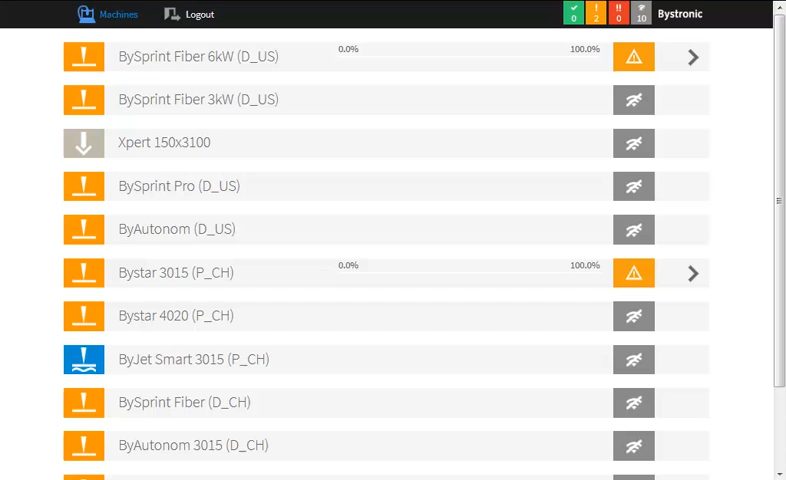 Machines Logout 0 2 0 10 Bystronic
BySprint Fiber 6kW (D_US) 0.0% 100.0%
BySprint Fiber 3kW (D_US)
Xpert 150x3100
BySprint Pro (D_US)
ByAutonom (D_US)
Bystar 3015 (P_CH) 0.0% 100.0%
Bystar 4020 (P_CH)
ByJet Smart 3015 (P_CH)
BySprint Fiber (D_CH)
ByAutonom 3015 (D_CH)